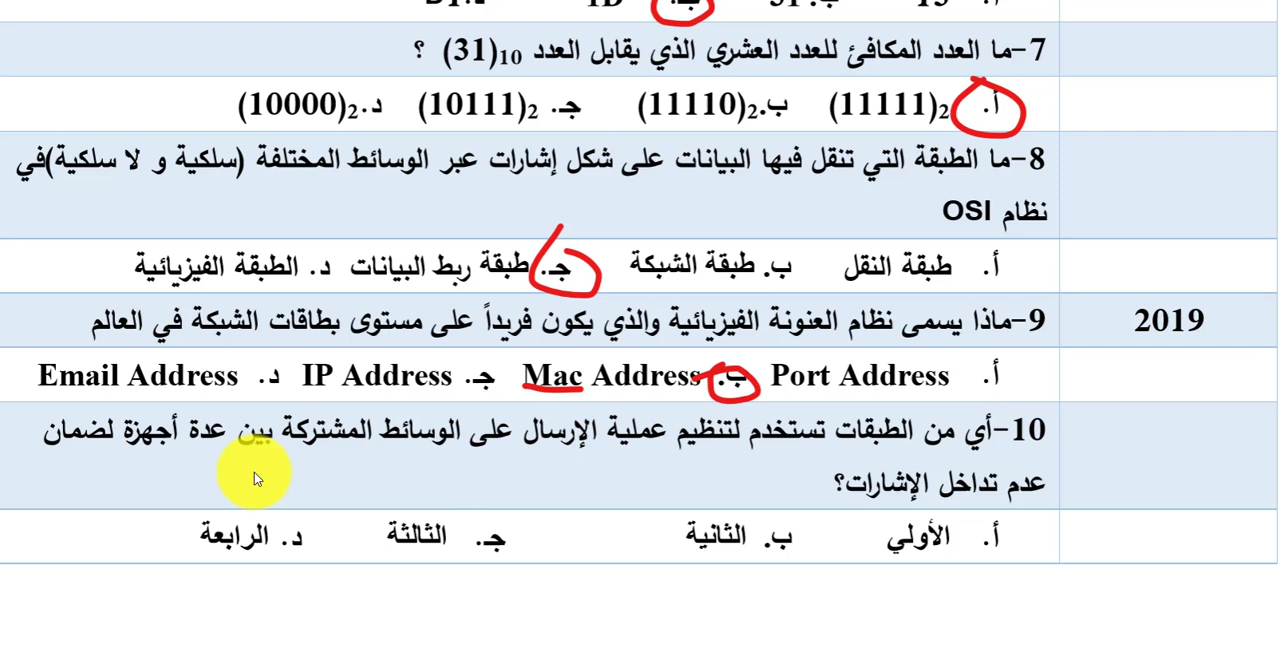 7-ما العدد المكافئ للعدد العشري الذي يقابل العدد (31)10 ؟
أ. (11111)2 ب. (11110)2 جـ. (10111)2 د. (10000)2
8-ما الطبقة التي تنقل فيها البيانات على شكل إشارات عبر الوسائط المختلفة (سلكية و لا سلكية)في
نظام OSI
أ. طبقة النقل ب. طبقة الشبكة جـ. طبقة ربط البيانات د. الطبقة الفيزيائية
2019 9-ماذا يسمى نظام العنونة الفيزيائية والذي يكون فريداً على مستوى بطاقات الشبكة في العالم
أ. Port Address ب. Mac Address جـ. IP Address د. Email Address
10-أي من الطبقات تستخدم لتنظيم عملية الإرسال على الوسائط المشتركة بين عدة أجهزة لضمان
عدم تداخل الإشارات؟
أ. الأولي ب. الثانية جـ. الثالثة د. الرابعة